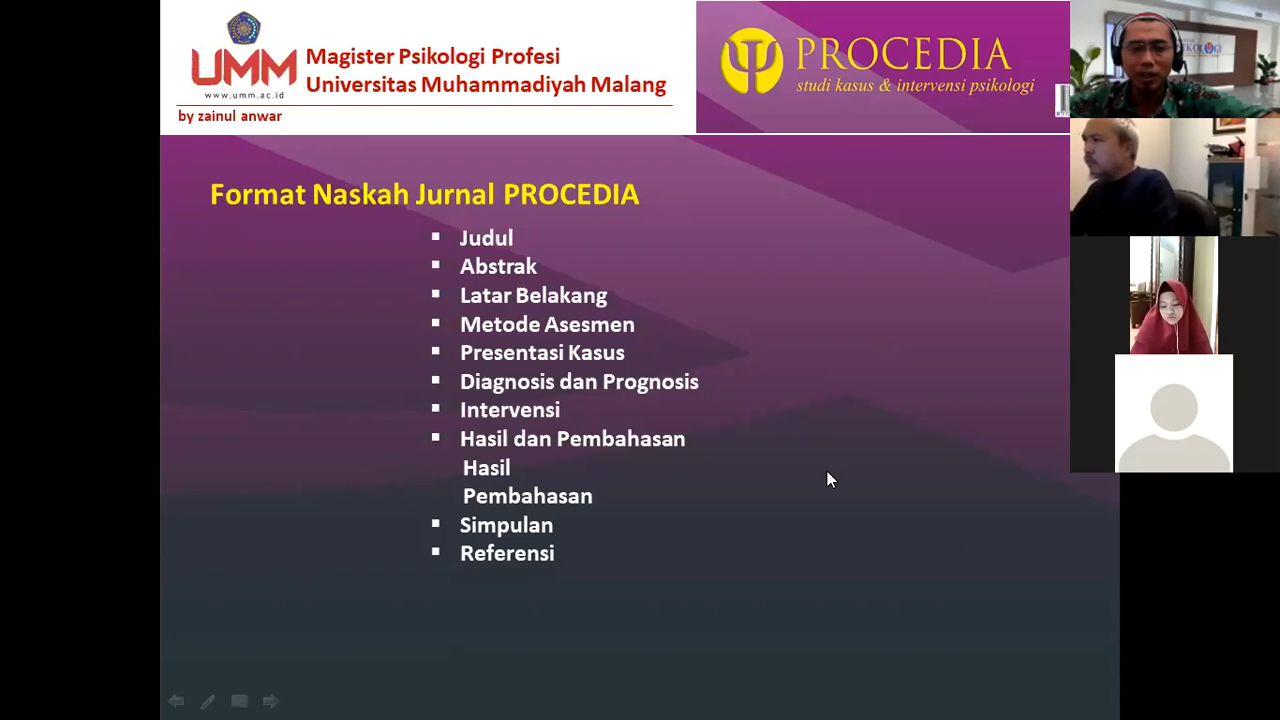 UMM
www.umm.ac.id
Magister Psikologi Profesi
Universitas Muhammadiyah Malang
by zainul anwar
PROCEDIA
studi kasus & intervensi psikologi
Format Naskah Jurnal PROCEDIA
▪ Judul
▪ Abstrak
▪ Latar Belakang
▪ Metode Asesmen
▪ Presentasi Kasus
▪ Diagnosis dan Prognosis
▪ Intervensi
▪ Hasil dan Pembahasan
Hasil
Pembahasan
▪ Simpulan
▪ Referensi